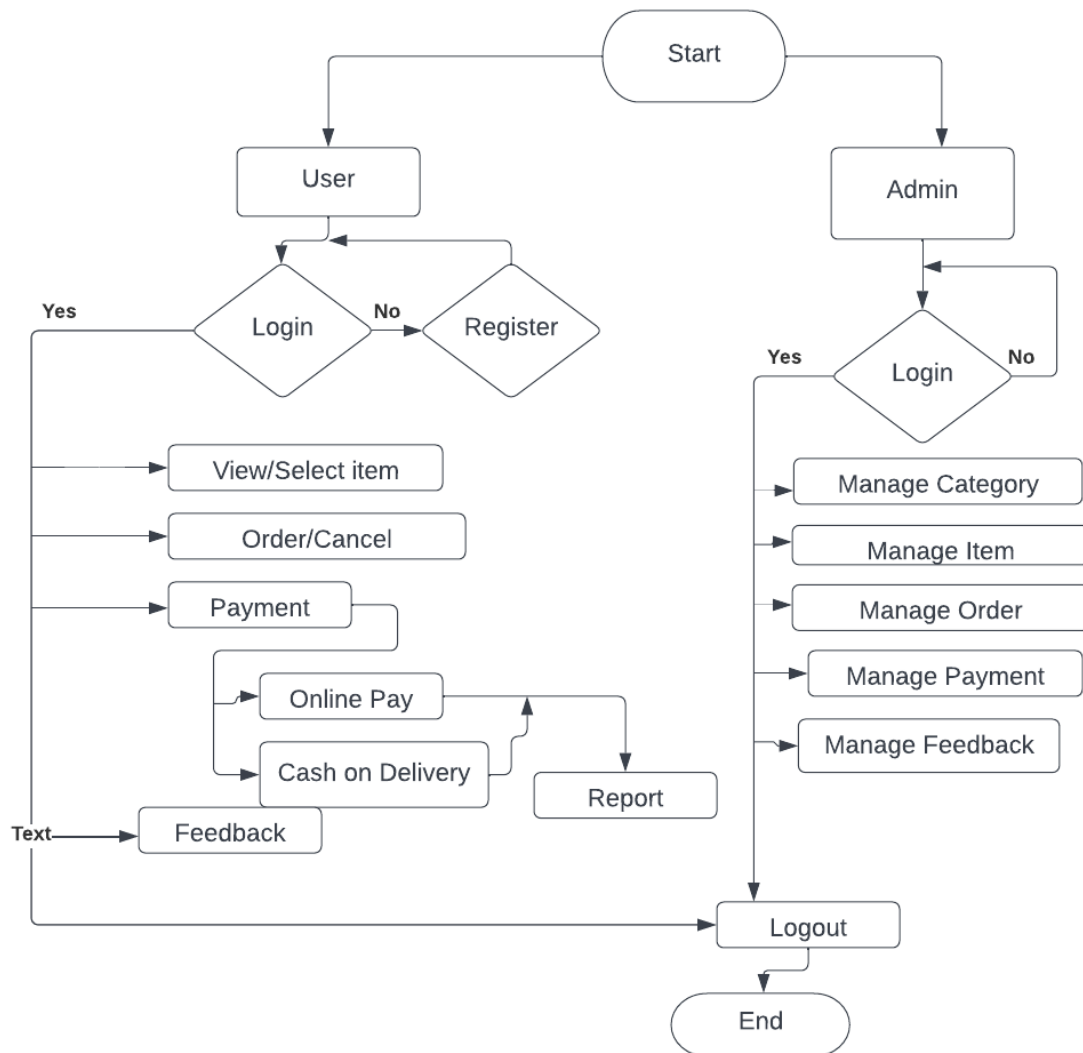 Start
User
Admin
Yes
Login
No
Register
Yes
Login
No
View/Select item
Manage Category
Order/Cancel
Manage Item
Payment
Manage Order
Online Pay
Manage Payment
Cash on Delivery
Manage Feedback
Report
Text
Feedback
Logout
End